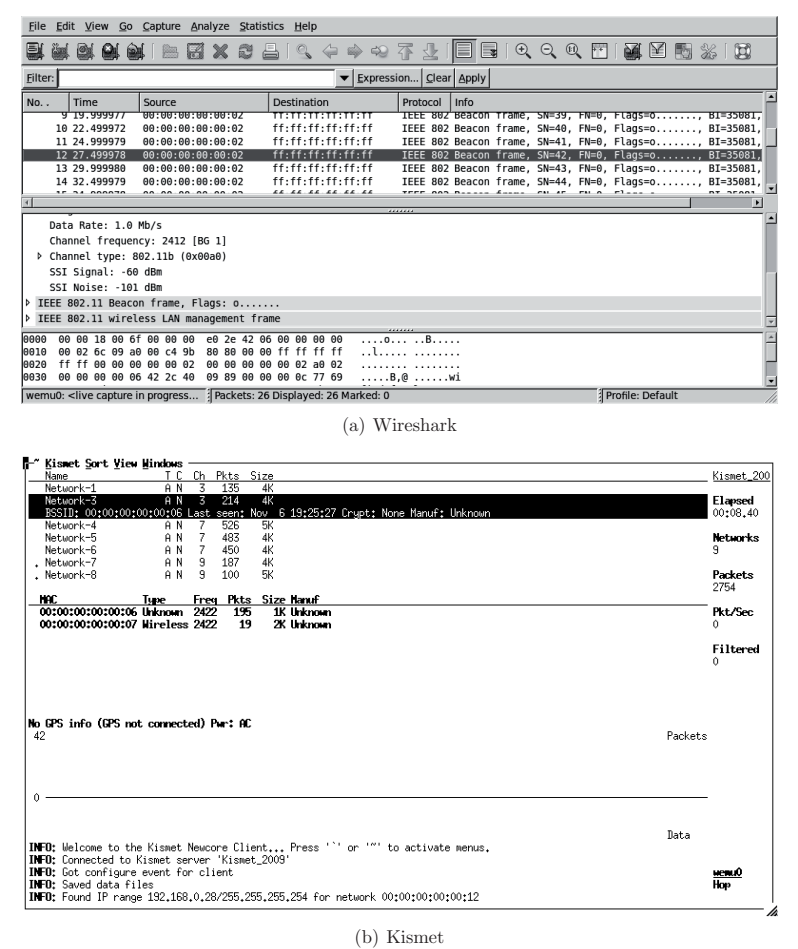 File Edit View Go Capture Analyze Statistics Help
Filter: Expression... Clear Apply
No. . Time Source Destination Protocol Info
9 19.999977 00:00:00:00:00:02 ff:ff:ff:ff:ff:ff IEEE 802 Beacon frame, SN=39, FN=0, Flags=o......., BI=35081,
10 22.499972 00:00:00:00:00:02 ff:ff:ff:ff:ff:ff IEEE 802 Beacon frame, SN=40, FN=0, Flags=o......., BI=35081,
11 24.999979 00:00:00:00:00:02 ff:ff:ff:ff:ff:ff IEEE 802 Beacon frame, SN=41, FN=0, Flags=o......., BI=35081,
12 27.499978 00:00:00:00:00:02 ff:ff:ff:ff:ff:ff IEEE 802 Beacon frame, SN=42, FN=0, Flags=o......., BI=35081,
13 29.999980 00:00:00:00:00:02 ff:ff:ff:ff:ff:ff IEEE 802 Beacon frame, SN=43, FN=0, Flags=o......., BI=35081,
14 32.499979 00:00:00:00:00:02 ff:ff:ff:ff:ff:ff IEEE 802 Beacon frame, SN=44, FN=0, Flags=o......., BI=35081,
Data Rate: 1.0 Mb/s
Channel frequency: 2412 [BG 1]
Channel type: 802.11b (0x00a0)
SSI Signal: -60 dBm
SSI Noise: -101 dBm
IEEE 802.11 Beacon frame, Flags: o.......
IEEE 802.11 wireless LAN management frame
0000 00 00 18 00 6f 00 00 00 e0 2e 42 06 00 00 00 00 ....o... ..B.....
0010 00 02 6c 09 a0 00 c4 9b 80 80 00 00 ff ff ff ff ..l..... ........
0020 ff ff 00 00 00 00 00 02 00 00 00 00 00 02 a0 02 ........ ........
0030 00 00 00 00 06 42 2c 40 09 89 00 00 00 0c 77 69 .....B,@ ......wi
wemu0: <live capture in progress... Packets: 26 Displayed: 26 Marked: 0 Profile: Default
(a) Wireshark
~ Kismet Sort View Windows
Name T C Ch Pkts Size Kismet_200
Network-1 A N 3 135 4K
Network-3 A N 3 214 4K Elapsed
BSSID: 00:00:00:00:00:06 Last seen: Nov 6 19:25:27 Crypt: None Manuf: Unknown 00:08.40
Network-4 A N 7 526 5K
Network-5 A N 7 483 4K Networks
Network-6 A N 7 450 4K 9
. Network-7 A N 9 187 4K
. Network-8 A N 9 100 5K Packets
2754
MAC Type Freq Pkts Size Manuf
00:00:00:00:00:06 Unknown 2422 195 1K Unknown Pkt/Sec
00:00:00:00:00:07 Wireless 2422 19 2K Unknown 0
Filtered
0
No GPS info (GPS not connected) Pwr: AC
42 Packets
0
Data
INFO: Welcome to the Kismet Newcore Client... Press '`' or '~' to activate menus.
INFO: Connected to Kismet server 'Kismet_2009'
INFO: Got configure event for client wemu0
INFO: Saved data files Hop
INFO: Found IP range 192.168.0.28/255.255.255.254 for network 00:00:00:00:00:12
(b) Kismet